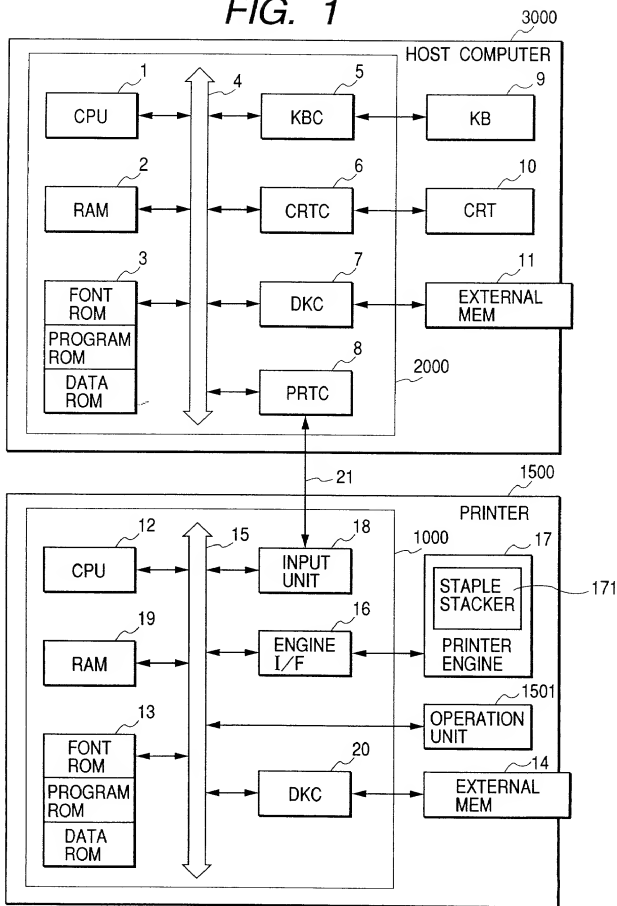 FIG. 1
3000
HOST COMPUTER
1
4
5
9
CPU
KBC
KB
2
6
10
RAM
CRTC
CRT
3
7
11
FONT
ROM
PROGRAM
ROM
DATA
ROM
DKC
EXTERNAL
MEM
8
2000
PRTC
21
1500
PRINTER
12
15
18
1000
17
CPU
INPUT
UNIT
STAPLE
STACKER
171
PRINTER
ENGINE
19
16
RAM
ENGINE
I/F
1501
OPERATION
UNIT
13
20
14
FONT
ROM
PROGRAM
ROM
DATA
ROM
DKC
EXTERNAL
MEM